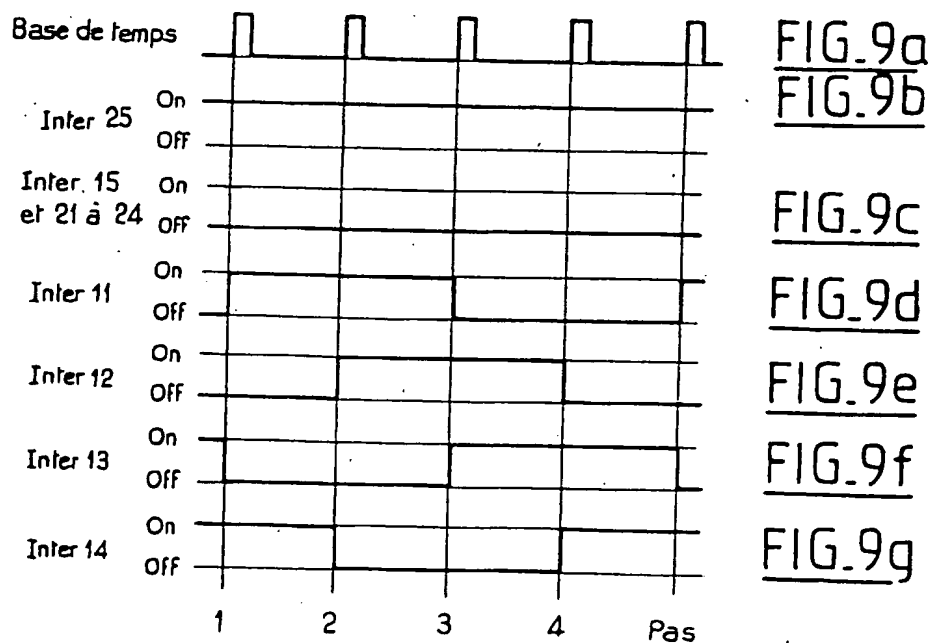 Base de temps
FIG_9a
On
Inter 25
Off
FIG_9b
Inter. 15
et 21 à 24
On
Off
FIG_9c
On
Inter 11
Off
FIG_9d
On
Inter 12
Off
FIG_9e
On
Inter 13
Off
FIG_9f
On
Inter 14
Off
FIG_9g
1 2 3 4 Pas